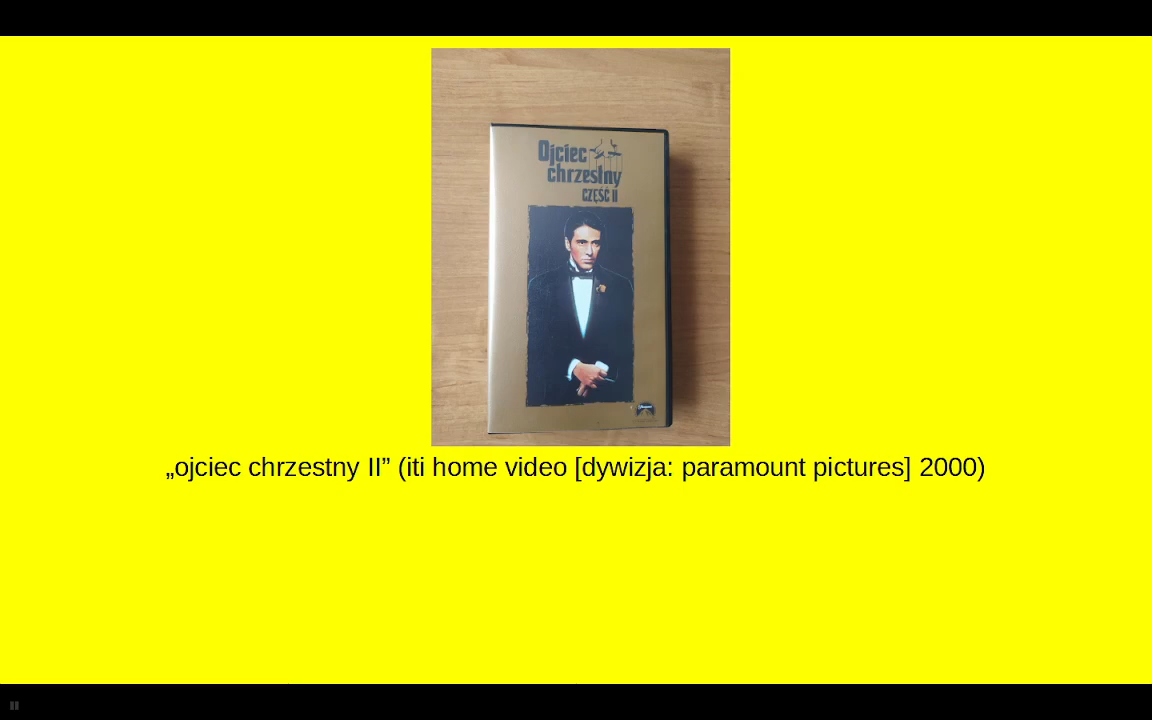 Ojciec
chrzestny
CZĘŚĆ II
„ojciec chrzestny II” (iti home video [dywizja: paramount pictures] 2000)